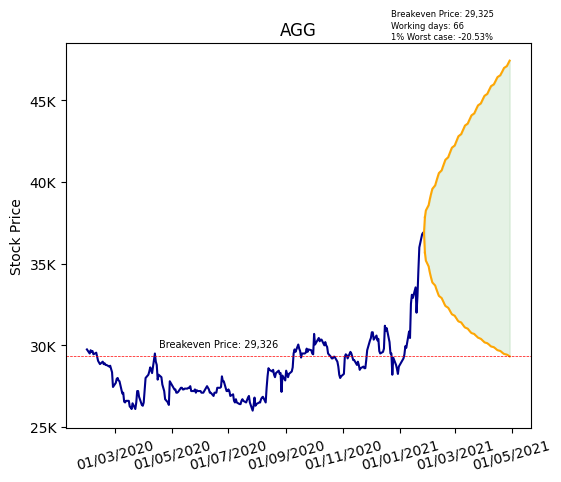 Breakeven Price: 29,325
Working days: 66
1% Worst case: -20.53%
AGG
Stock Price
45K
40K
35K
30K
25K
Breakeven Price: 29,326
01/03/2020
01/05/2020
01/07/2020
01/09/2020
01/11/2020
01/01/2021
01/03/2021
01/05/2021